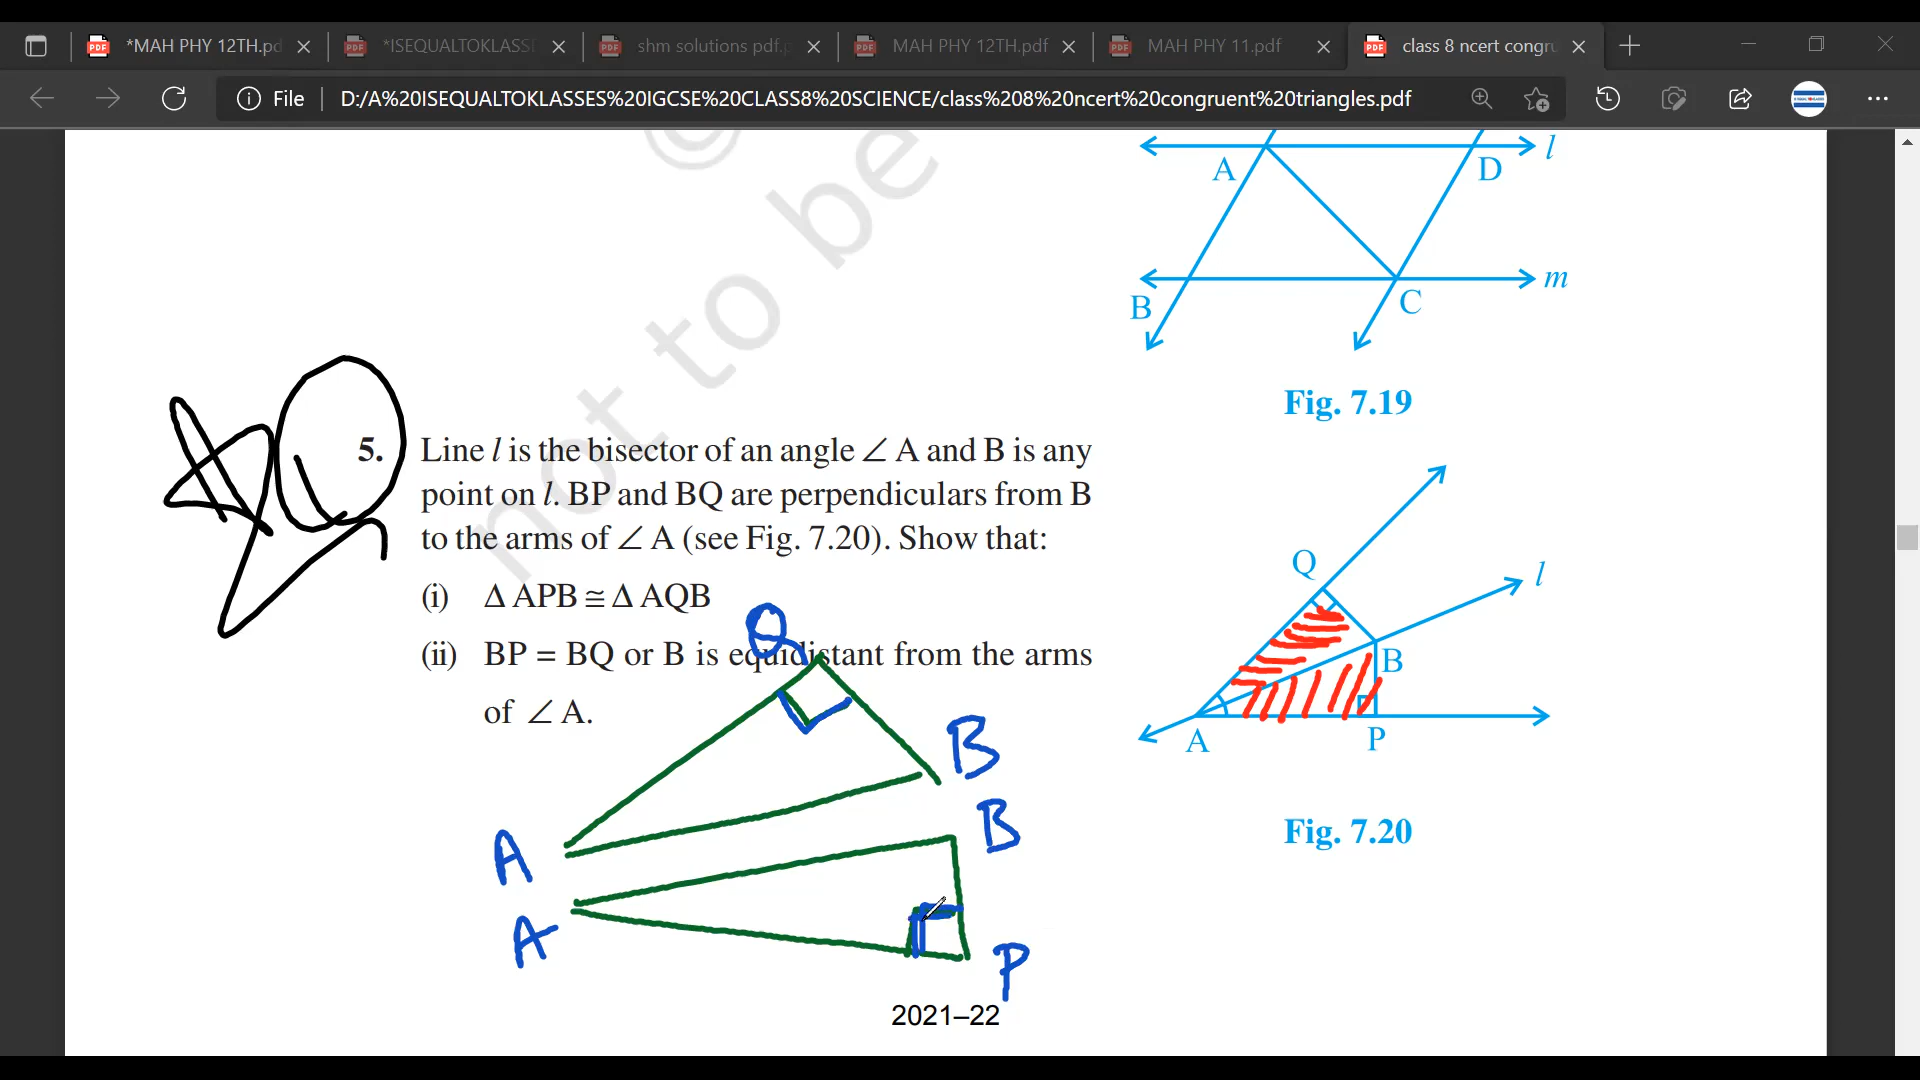 *MAH PHY 12TH.pd
*ISEQUALTOKLASSE
shm solutions pdf.p
MAH PHY 12TH.pdf
MAH PHY 11.pdf
class 8 ncert congru
File
D:/A%20ISEQUALTOKLASSES%20IGCSE%20CLASS8%20SCIENCE/class%208%20ncert%20congruent%20triangles.pdf
© not to be
A
D
l
B
C
m
Fig. 7.19
5. Line l is the bisector of an angle ∠ A and B is any
point on l. BP and BQ are perpendiculars from B
to the arms of ∠ A (see Fig. 7.20). Show that:
(i) Δ APB ≅ Δ AQB
(ii) BP = BQ or B is equidistant from the arms
of ∠ A.
Q
l
B
A
P
Fig. 7.20
Q
B
B
A
A
P
2021–22